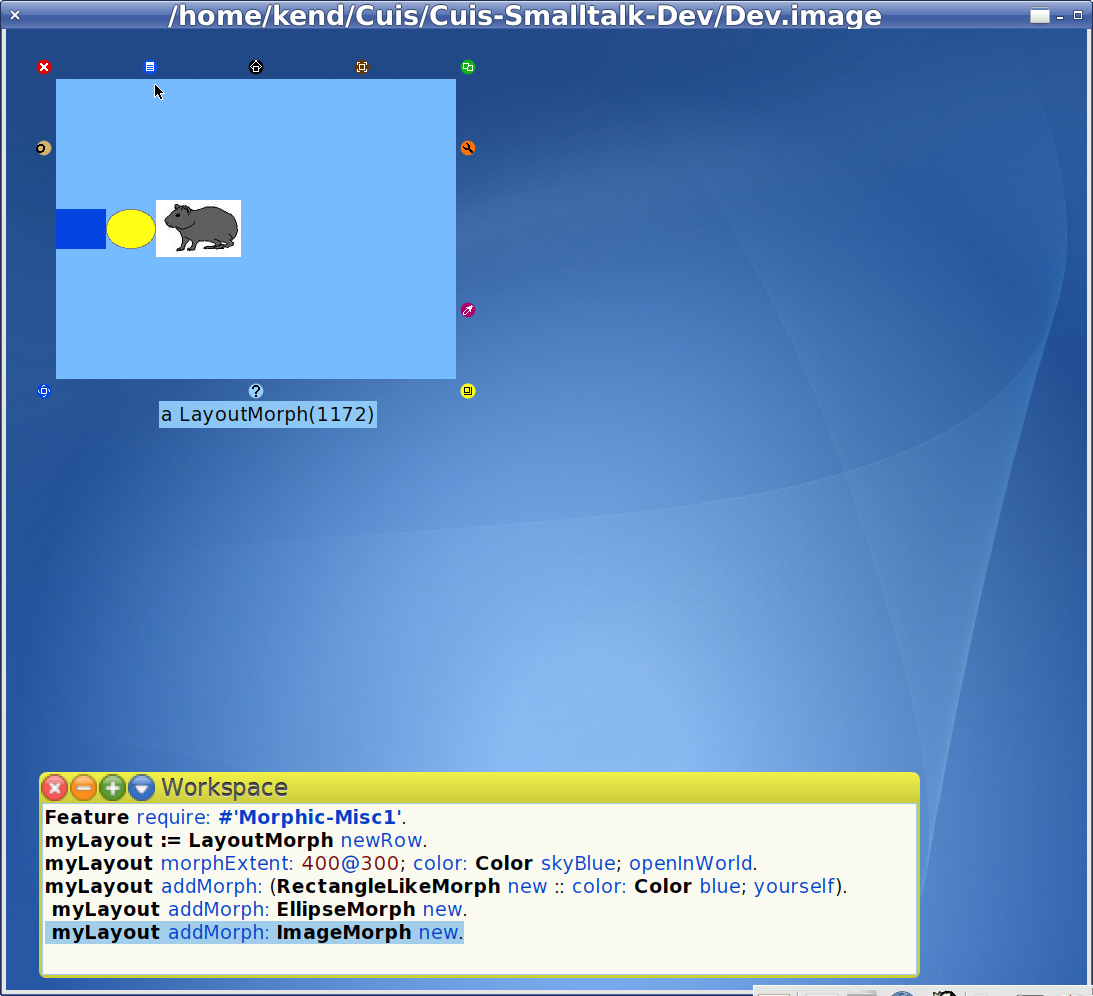 /home/kend/Cuis/Cuis-Smalltalk-Dev/Dev.image
a LayoutMorph(1172)
Workspace
Feature require: #'Morphic-Misc1'.
myLayout := LayoutMorph newRow.
myLayout morphExtent: 400@300; color: Color skyBlue; openInWorld.
myLayout addMorph: (RectangleLikeMorph new :: color: Color blue; yourself).
myLayout addMorph: EllipseMorph new.
myLayout addMorph: ImageMorph new.